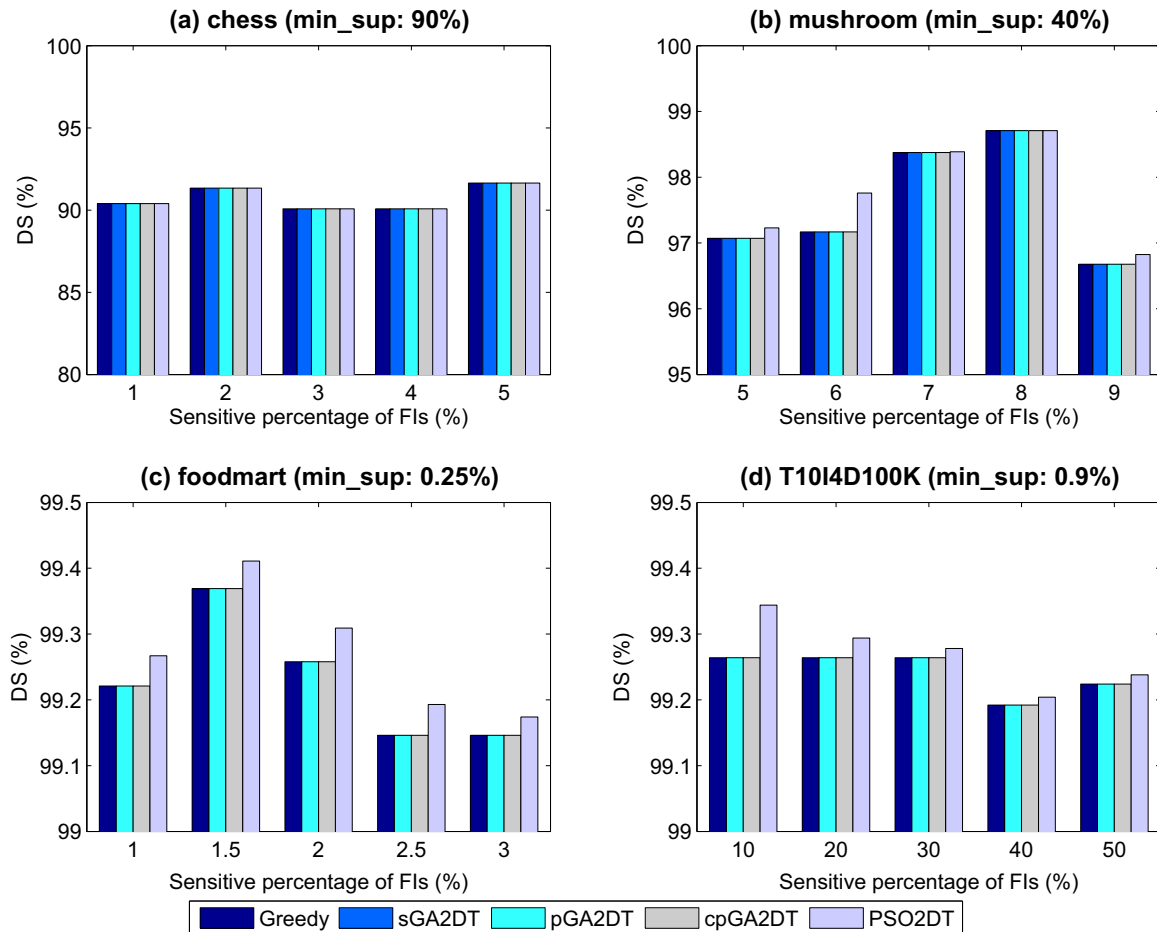 (a) chess (min_sup: 90%)
100
95
90
85
80
DS (%)
1 2 3 4 5
Sensitive percentage of FIs (%)
(b) mushroom (min_sup: 40%)
100
99
98
97
96
95
DS (%)
5 6 7 8 9
Sensitive percentage of FIs (%)
(c) foodmart (min_sup: 0.25%)
99.5
99.4
99.3
99.2
99.1
99
DS (%)
1 1.5 2 2.5 3
Sensitive percentage of FIs (%)
(d) T10I4D100K (min_sup: 0.9%)
99.5
99.4
99.3
99.2
99.1
99
DS (%)
10 20 30 40 50
Sensitive percentage of FIs (%)
Greedy sGA2DT pGA2DT cpGA2DT PSO2DT